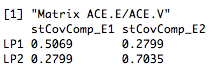 [1] "Matrix ACE.E/ACE.V"
stCovComp_E1 stCovComp_E2
LP1 0.5069 0.2799
LP2 0.2799 0.7035